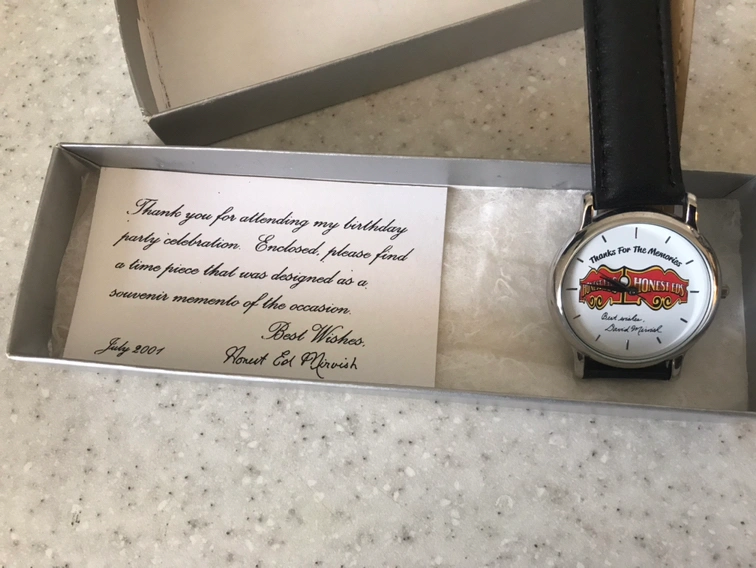 Thank you for attending my birthday
party celebration. Enclosed, please find
a time piece that was designed as a
souvenir memento of the occasion.
Best Wishes,
July 2001
Honest Ed Mirvish
Thanks For The Memories
HONEST ED'S
Best wishes,
David Mirvish